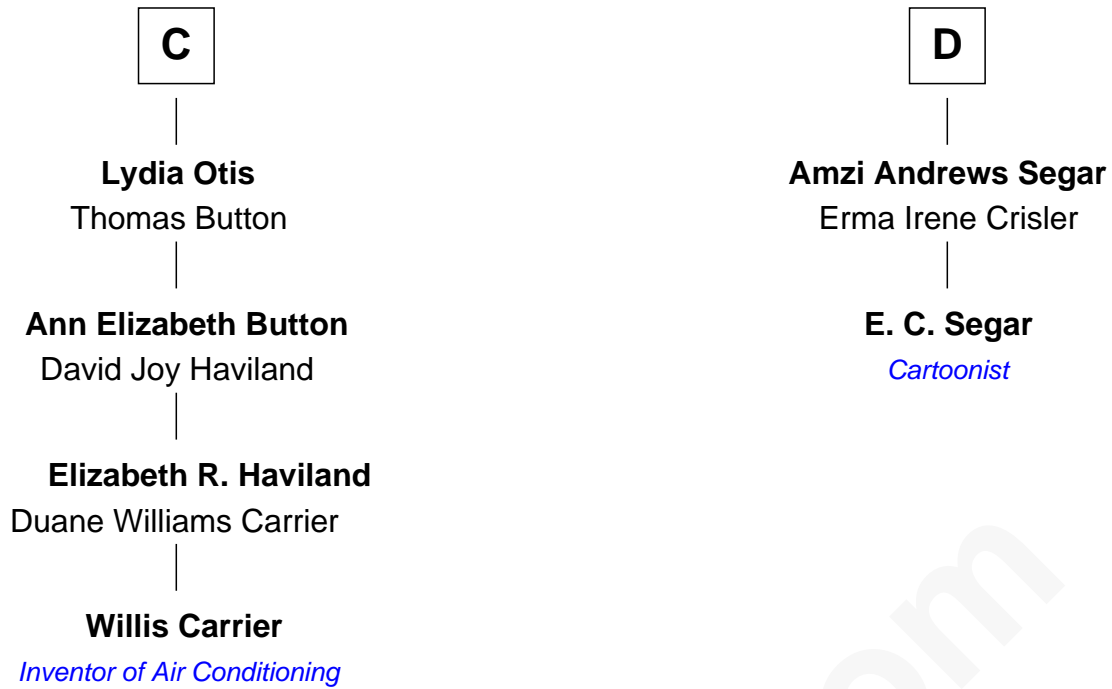 C
Lydia Otis
Thomas Button
Ann Elizabeth Button
David Joy Haviland
Elizabeth R. Haviland
Duane Williams Carrier
Willis Carrier
Inventor of Air Conditioning
D
Amzi Andrews Segar
Erma Irene Crisler
E. C. Segar
Cartoonist
om